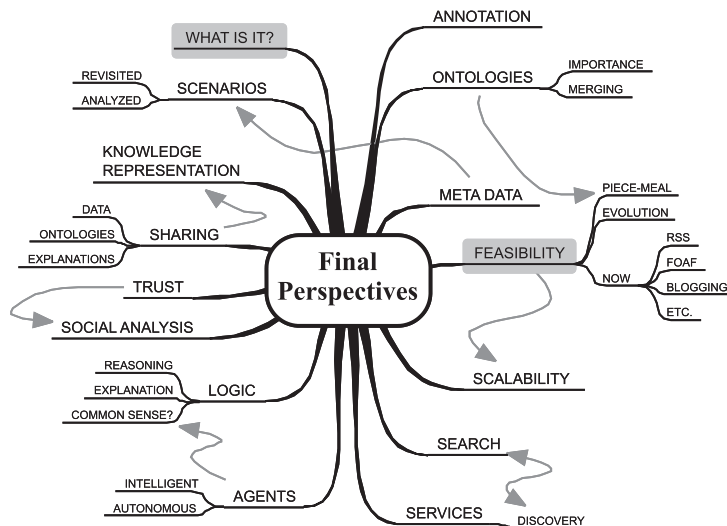 WHAT IS IT?
REVISITED
ANALYZED
SCENARIOS
KNOWLEDGE
REPRESENTATION
DATA
ONTOLOGIES
EXPLANATIONS
SHARING
TRUST
SOCIAL ANALYSIS
REASONING
EXPLANATION
COMMON SENSE?
LOGIC
INTELLIGENT
AUTONOMOUS
AGENTS
Final
Perspectives
ANNOTATION
ONTOLOGIES
IMPORTANCE
MERGING
META DATA
FEASIBILITY
PIECE-MEAL
EVOLUTION
NOW
RSS
FOAF
BLOGGING
ETC.
SCALABILITY
SEARCH
SERVICES
DISCOVERY